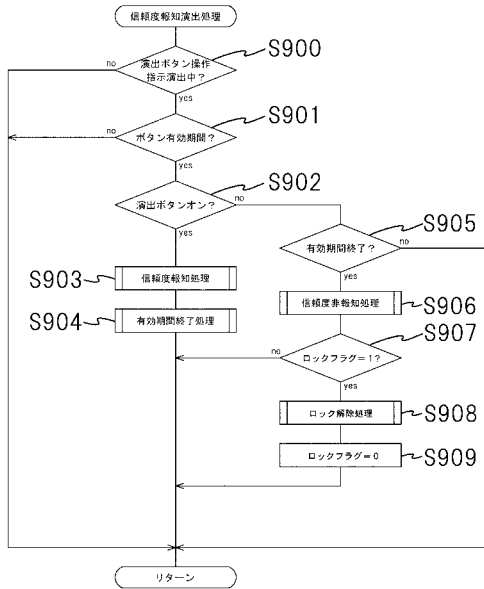 信頼度報知演出処理
S900
演出ボタン操作
指示演出中?
no
yes
S901
ボタン有効期間?
no
yes
S902
演出ボタンオン?
no
yes
S905
有効期間終了?
no
yes
S903
信頼度報知処理
S906
信頼度非報知処理
S904
有効期間終了処理
S907
ロックフラグ=1?
no
yes
S908
ロック解除処理
S909
ロックフラグ=0
リターン